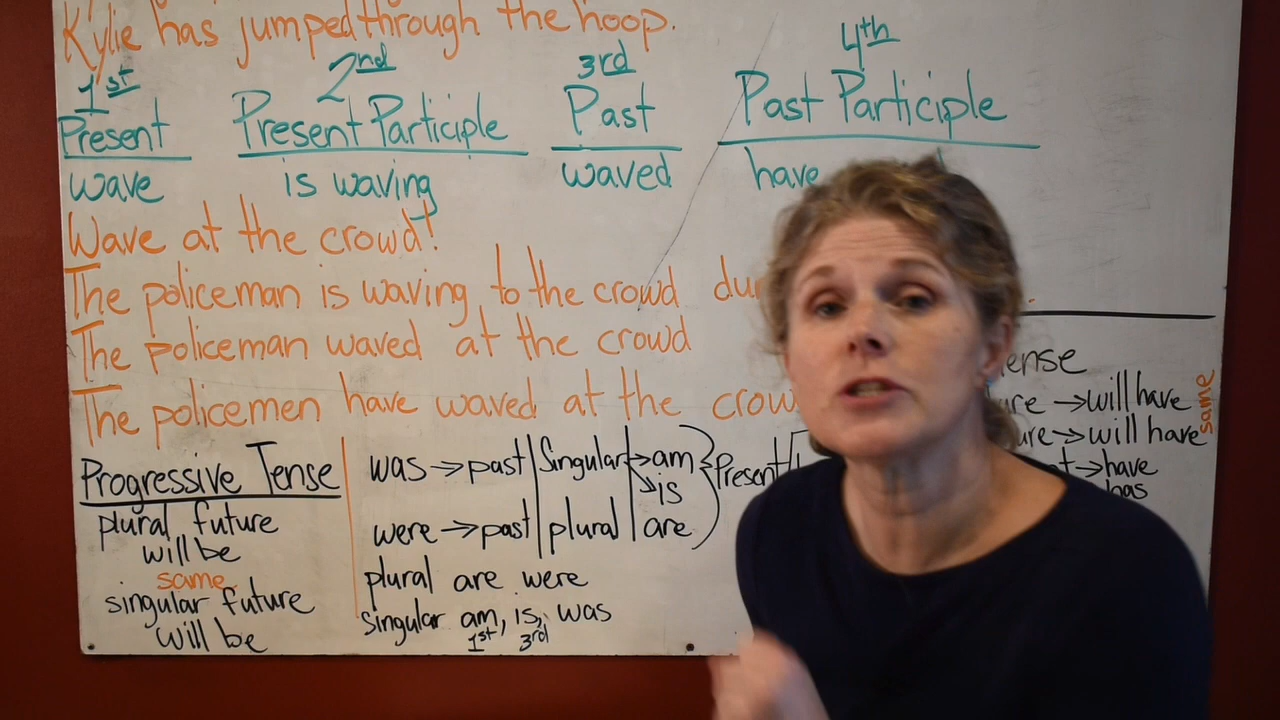 Kylie has jumped through the hoop.
1st 2nd 3rd 4th
Present Present Participle Past Past Participle
wave is waving waved have
Wave at the crowd!
The policeman is waving to the crowd
The policeman waved at the crowd
The policemen have waved at the
Progressive Tense
plural future
will be
same
singular future
will be
was → past Singular → am Present
is
were → past plural are
plural are were
singular am, is, was
1st 3rd
→ will have
→ will have
same
→ have
has